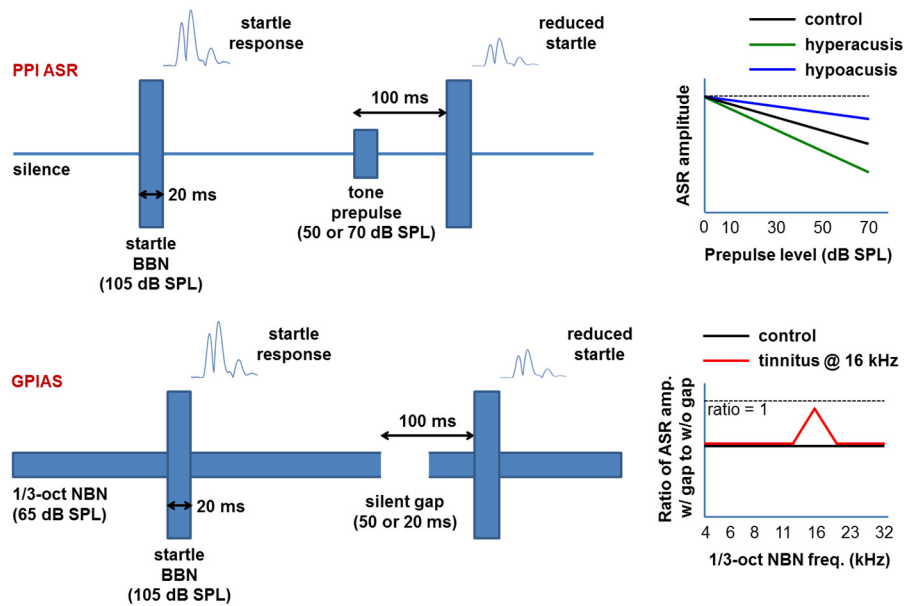 startle
response
reduced
startle
PPI ASR
100 ms
silence
20 ms
tone
prepulse
(50 or 70 dB SPL)
startle
BBN
(105 dB SPL)
control
hyperacusis
hypoacusis
ASR amplitude
0 10 30 50 70
Prepulse level (dB SPL)
startle
response
reduced
startle
GPIAS
100 ms
1/3-oct NBN
(65 dB SPL)
20 ms
silent gap
(50 or 20 ms)
startle
BBN
(105 dB SPL)
control
tinnitus @ 16 kHz
Ratio of ASR amp.
w/ gap to w/o gap
ratio = 1
4 6 8 11 16 23 32
1/3-oct NBN freq. (kHz)